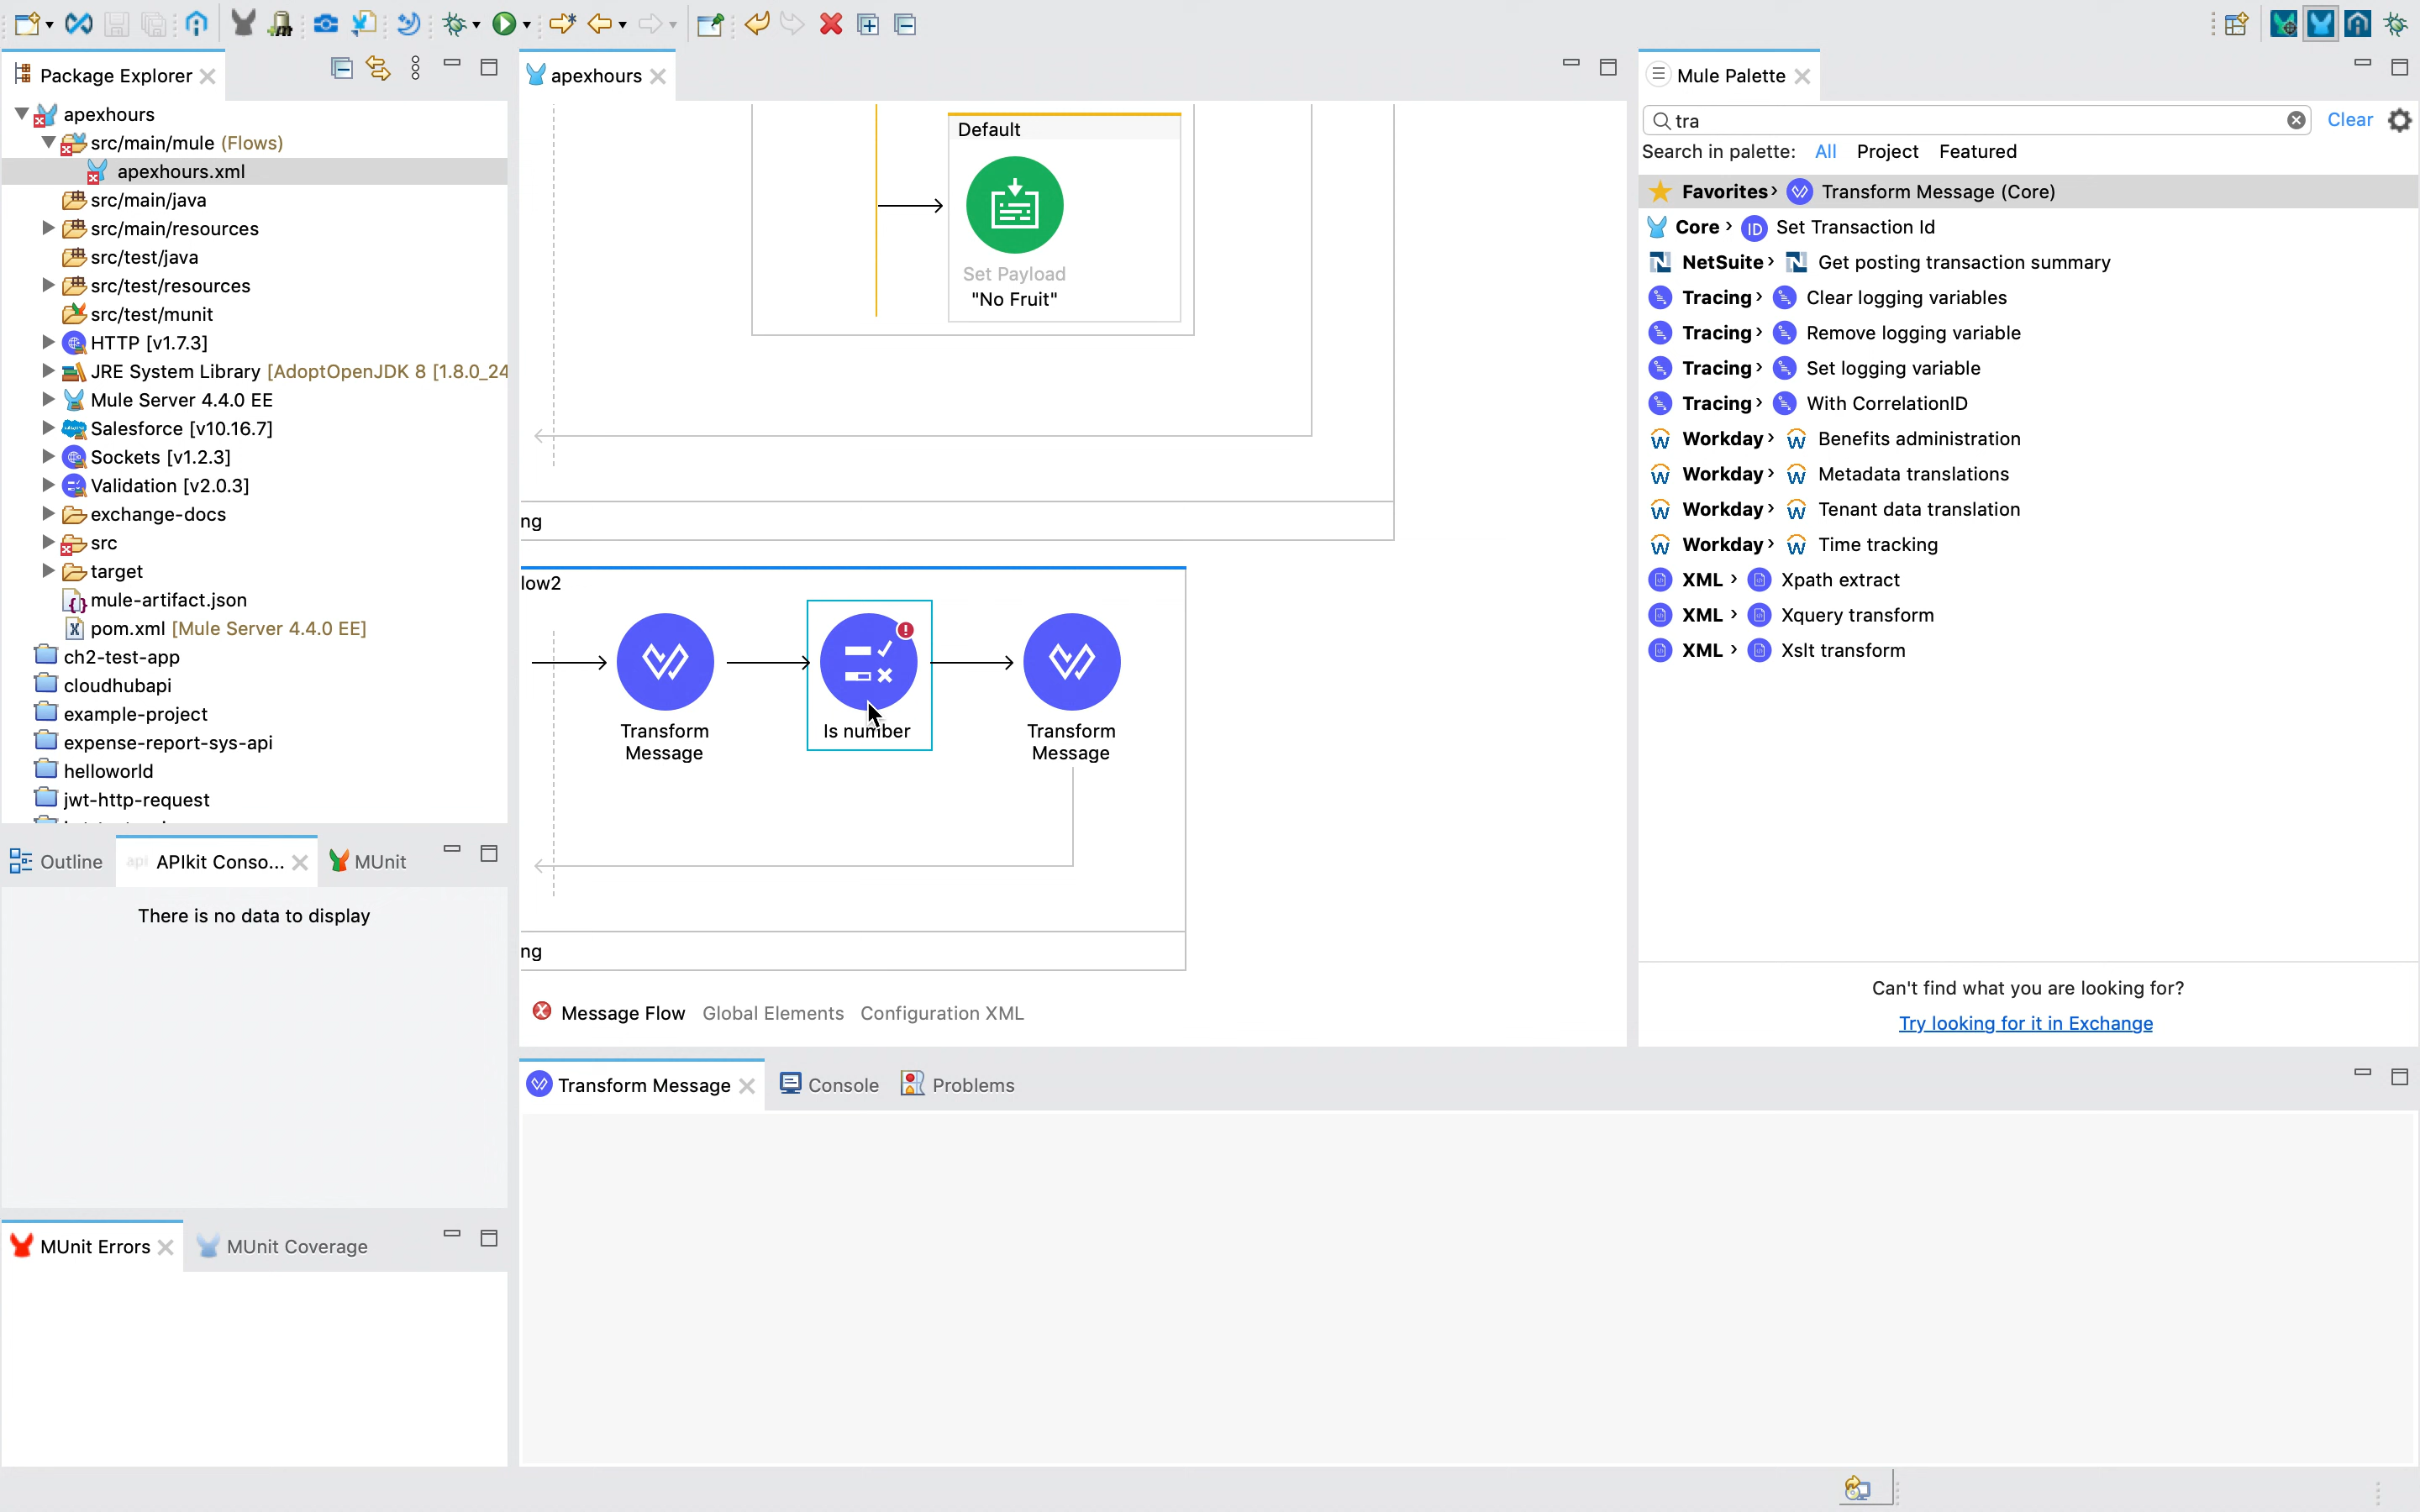 Package Explorer
apexhours
src/main/mule (Flows)
apexhours.xml
src/main/java
src/main/resources
src/test/java
src/test/resources
src/test/munit
HTTP [v1.7.3]
JRE System Library [AdoptOpenJDK 8 [1.8.0_24
Mule Server 4.4.0 EE
Salesforce [v10.16.7]
Sockets [v1.2.3]
Validation [v2.0.3]
exchange-docs
src
target
mule-artifact.json
pom.xml [Mule Server 4.4.0 EE]
ch2-test-app
cloudhubapi
example-project
expense-report-sys-api
helloworld
jwt-http-request
Outline
api APIkit Conso...
MUnit
There is no data to display
MUnit Errors
MUnit Coverage
apexhours
Default
Set Payload
"No Fruit"
ng
low2
Transform
Message
Is number
Transform
Message
ng
Message Flow Global Elements Configuration XML
Transform Message
Console
Problems
Mule Palette
tra
Clear
Search in palette: All Project Featured
Favorites Transform Message (Core)
Core ID Set Transaction Id
NetSuite Get posting transaction summary
Tracing Clear logging variables
Tracing Remove logging variable
Tracing Set logging variable
Tracing With CorrelationID
Workday Benefits administration
Workday Metadata translations
Workday Tenant data translation
Workday Time tracking
XML Xpath extract
XML Xquery transform
XML Xslt transform
Can't find what you are looking for?
Try looking for it in Exchange